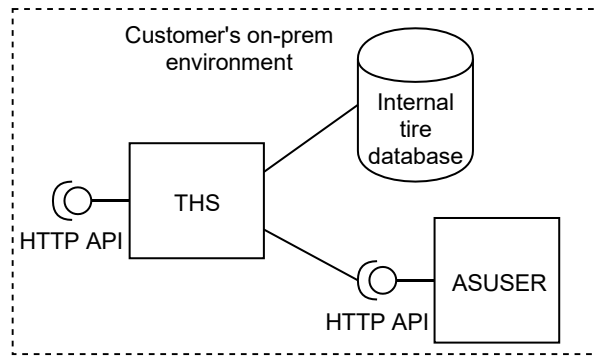 Customer's on-prem
environment
Internal
tire
database
THS
HTTP API
ASUSER
HTTP API